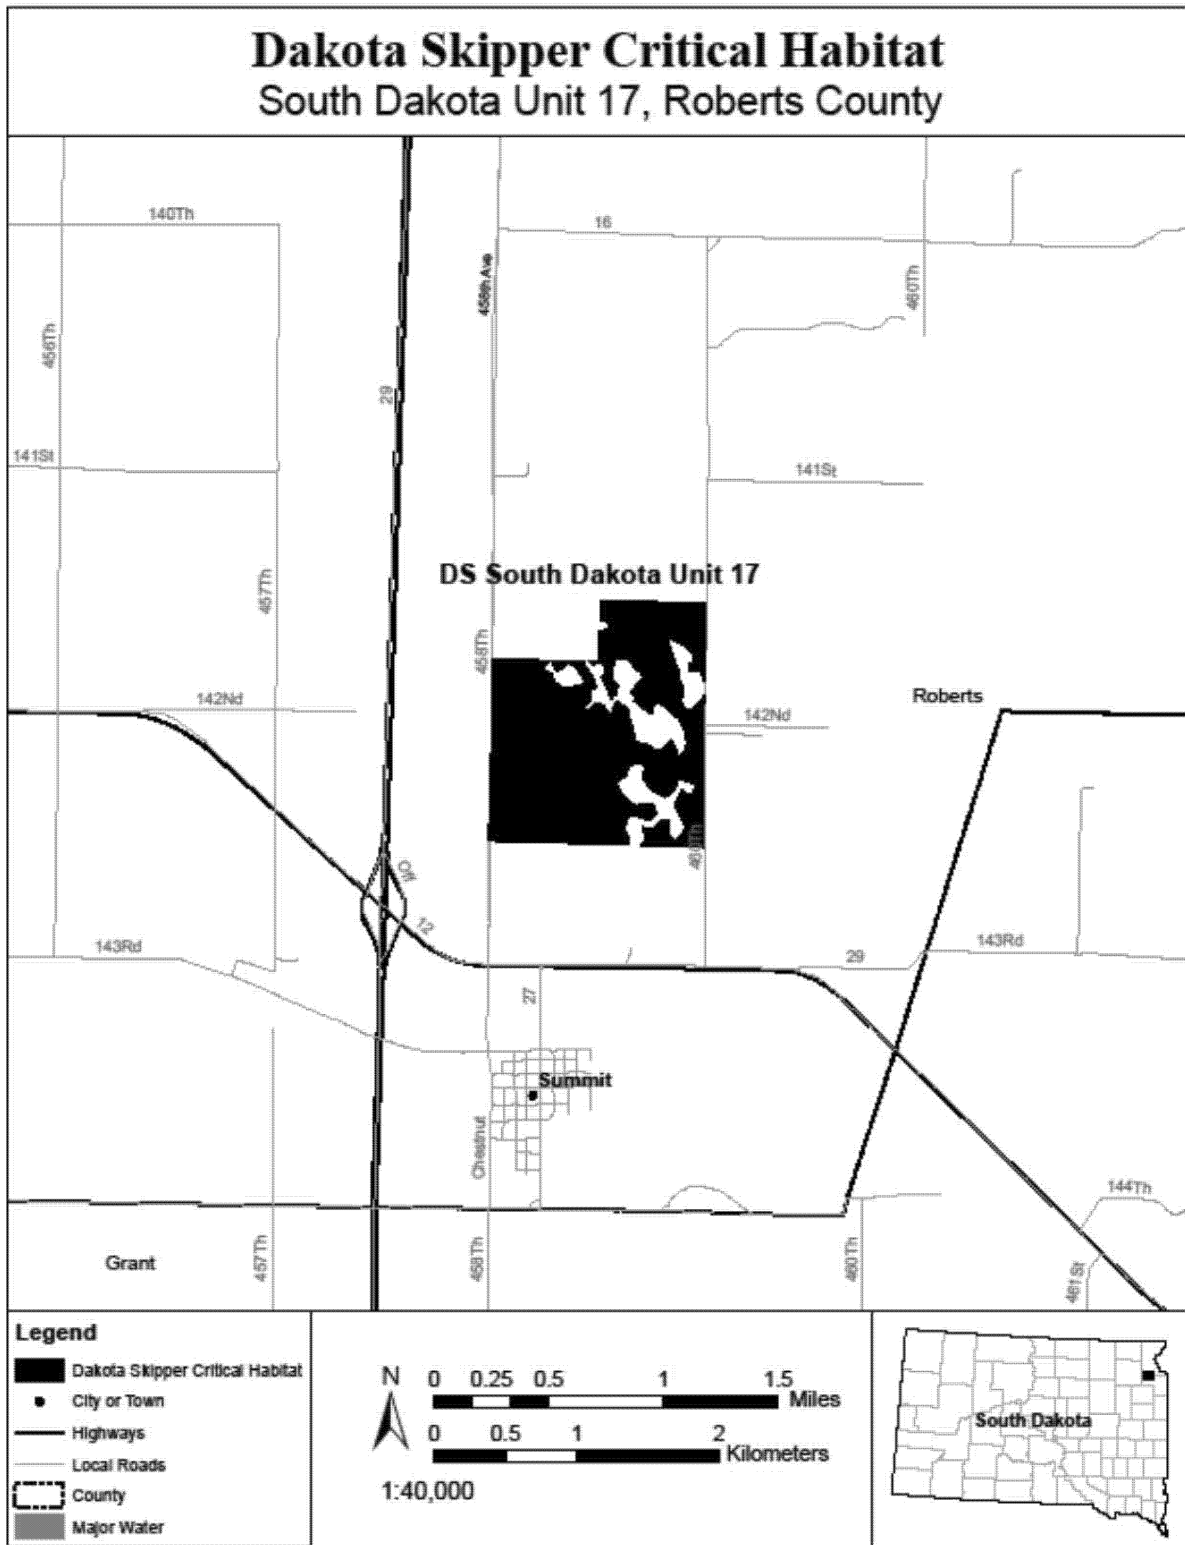 Dakota Skipper Critical Habitat
South Dakota Unit 17, Roberts County
140Th
16
458th Ave
460Th
456Th
29
141St
141St
457Th
DS South Dakota Unit 17
458Th
142Nd
Roberts
142Nd
460Th
12
143Rd
29
143Rd
27
Summit
Chestnut
144Th
Grant
457Th
458Th
460Th
461St
Legend
Dakota Skipper Critical Habitat
City or Town
Highways
Local Roads
County
Major Water
N
0 0.25 0.5 1 1.5 Miles
0 0.5 1 2 Kilometers
1:40,000
South Dakota